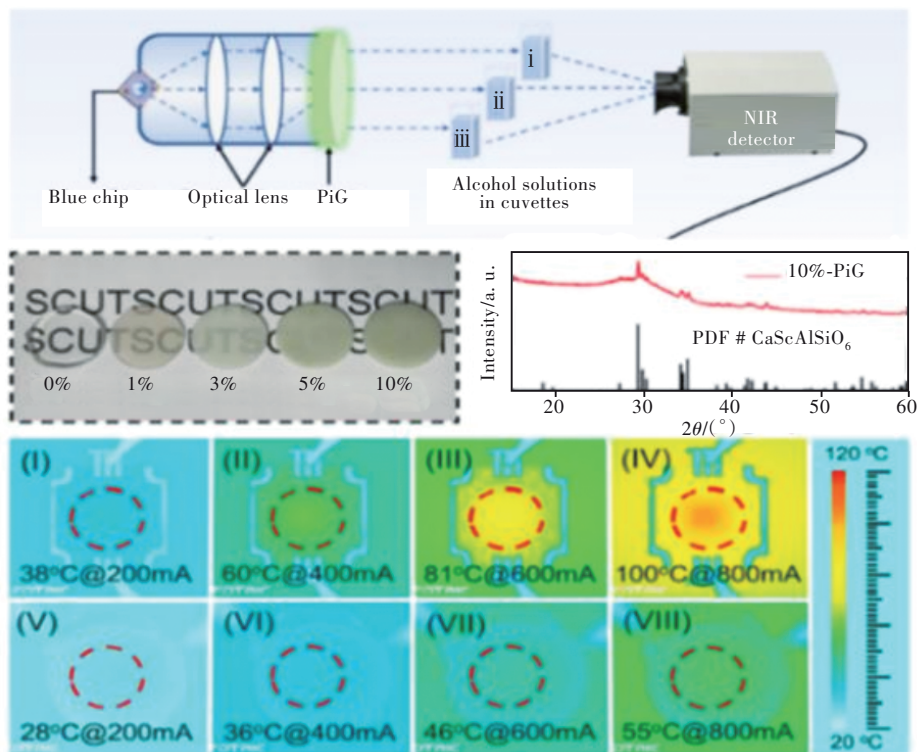 i
ii
iii
NIR
detector
Blue chip
Optical lens
PiG
Alcohol solutions
in cuvettes
SCUTSCUTSCUTSCUT
SCUTSCUTSCUTSCUT
0%
1%
3%
5%
10%
Intensity/a. u.
10%-PiG
PDF # CaScAlSiO₆
20
30
40
50
60
2θ/(°)
(I)
38°C@200mA
(II)
60°C@400mA
(III)
81°C@600mA
(IV)
100°C@800mA
(V)
28°C@200mA
(VI)
36°C@400mA
(VII)
46°C@600mA
(VIII)
55°C@800mA
120 °C
20 °C